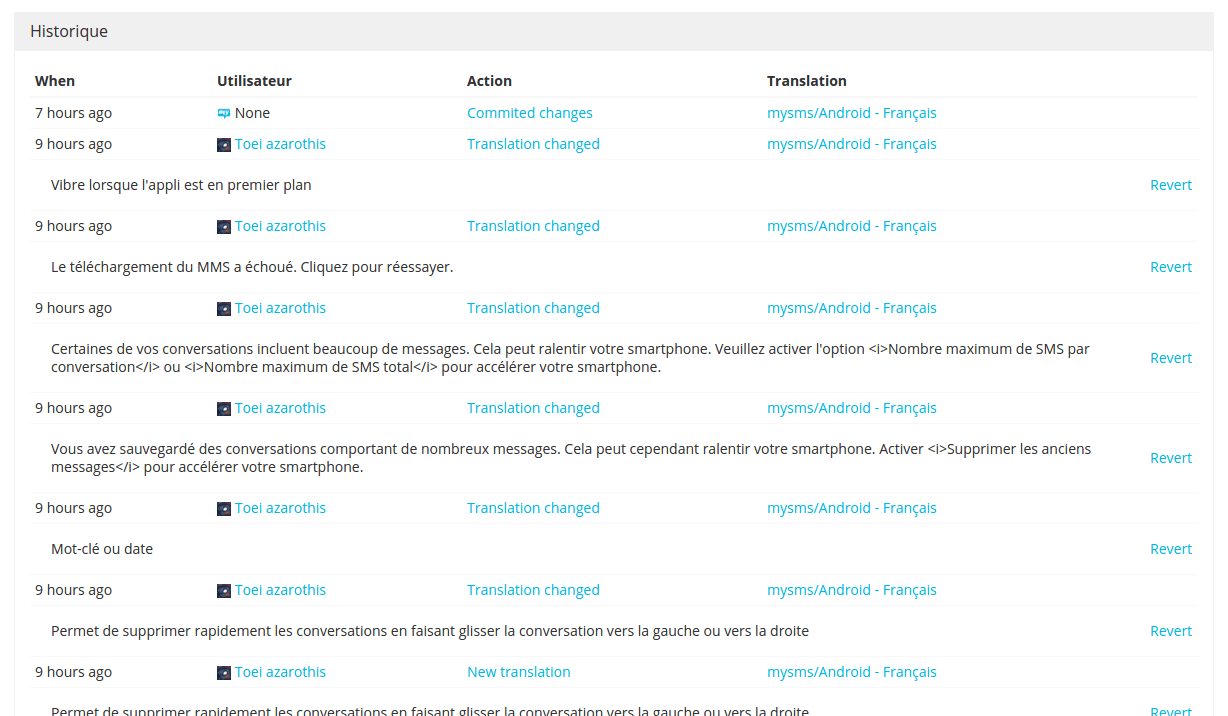 Historique
When Utilisateur Action Translation
7 hours ago None Commited changes mysms/Android - Français
9 hours ago Toei azarothis Translation changed mysms/Android - Français
Vibre lorsque l'appli est en premier plan Revert
9 hours ago Toei azarothis Translation changed mysms/Android - Français
Le téléchargement du MMS a échoué. Cliquez pour réessayer. Revert
9 hours ago Toei azarothis Translation changed mysms/Android - Français
Certaines de vos conversations incluent beaucoup de messages. Cela peut ralentir votre smartphone. Veuillez activer l'option <i>Nombre maximum de SMS par
conversation</i> ou <i>Nombre maximum de SMS total</i> pour accélérer votre smartphone. Revert
9 hours ago Toei azarothis Translation changed mysms/Android - Français
Vous avez sauvegardé des conversations comportant de nombreux messages. Cela peut cependant ralentir votre smartphone. Activer <i>Supprimer les anciens
messages</i> pour accélérer votre smartphone. Revert
9 hours ago Toei azarothis Translation changed mysms/Android - Français
Mot-clé ou date Revert
9 hours ago Toei azarothis Translation changed mysms/Android - Français
Permet de supprimer rapidement les conversations en faisant glisser la conversation vers la gauche ou vers la droite Revert
9 hours ago Toei azarothis New translation mysms/Android - Français
Permet de supprimer rapidement les conversations en faisant glisser la conversation vers la gauche ou vers la droite Revert